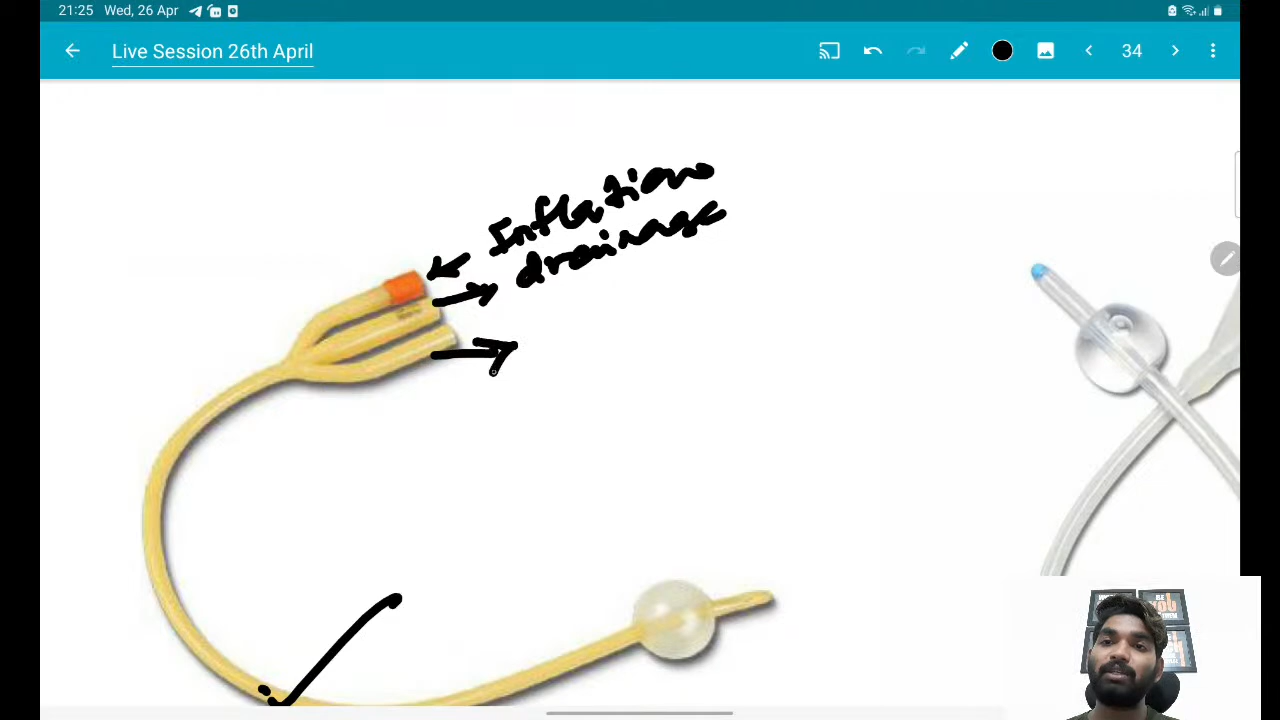 21:25 Wed, 26 Apr
Live Session 26th April
34
Inflation
drainage